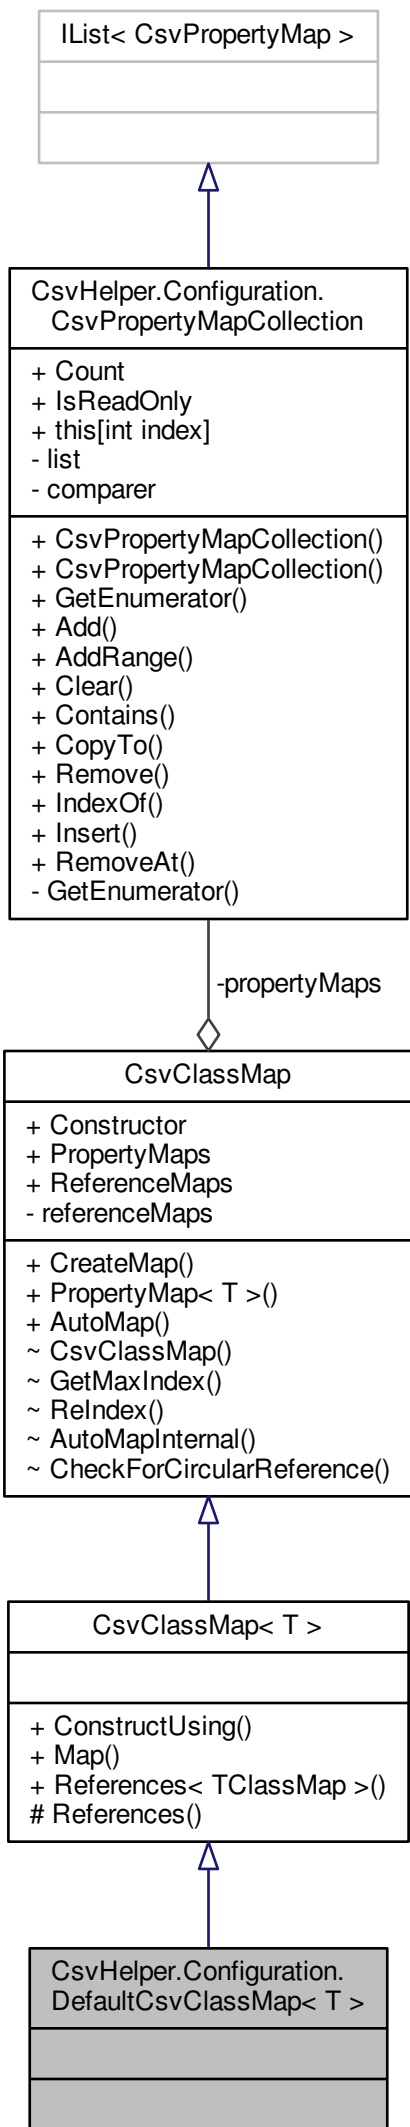 IList< CsvPropertyMap >
CsvHelper.Configuration.
CsvPropertyMapCollection
+ Count
+ IsReadOnly
+ this[int index]
- list
- comparer
+ CsvPropertyMapCollection()
+ CsvPropertyMapCollection()
+ GetEnumerator()
+ Add()
+ AddRange()
+ Clear()
+ Contains()
+ CopyTo()
+ Remove()
+ IndexOf()
+ Insert()
+ RemoveAt()
- GetEnumerator()
-propertyMaps
CsvClassMap
+ Constructor
+ PropertyMaps
+ ReferenceMaps
- referenceMaps
+ CreateMap()
+ PropertyMap< T >()
+ AutoMap()
~ CsvClassMap()
~ GetMaxIndex()
~ ReIndex()
~ AutoMapInternal()
~ CheckForCircularReference()
CsvClassMap< T >
+ ConstructUsing()
+ Map()
+ References< TClassMap >()
# References()
CsvHelper.Configuration.
DefaultCsvClassMap< T >